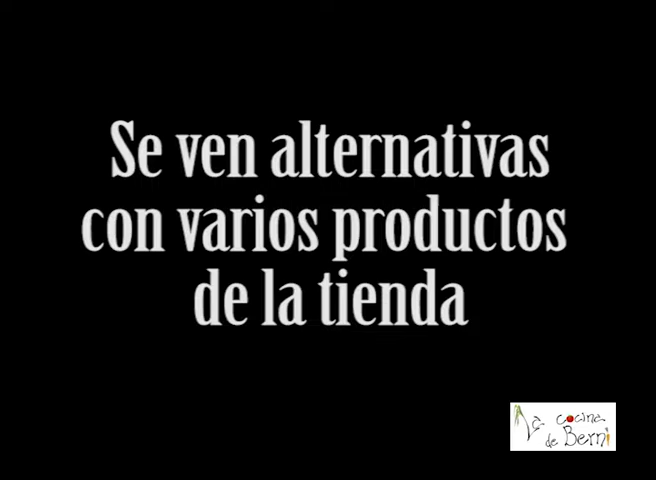 Se ven alternativas
con varios productos
de la tienda
La cocina
de Berni